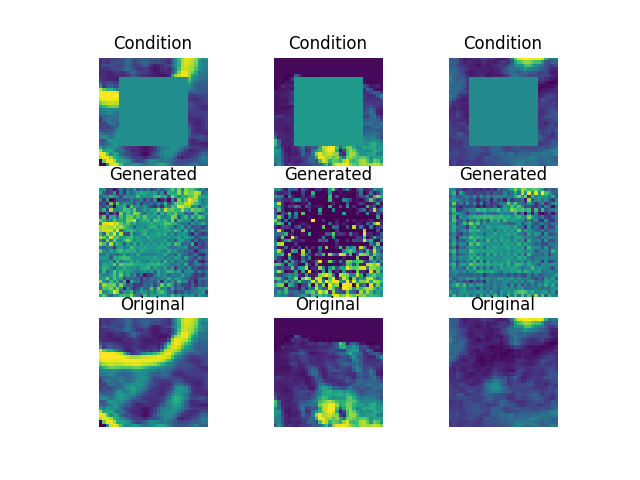 Condition Condition Condition
Generated Generated Generated
Original Original Original